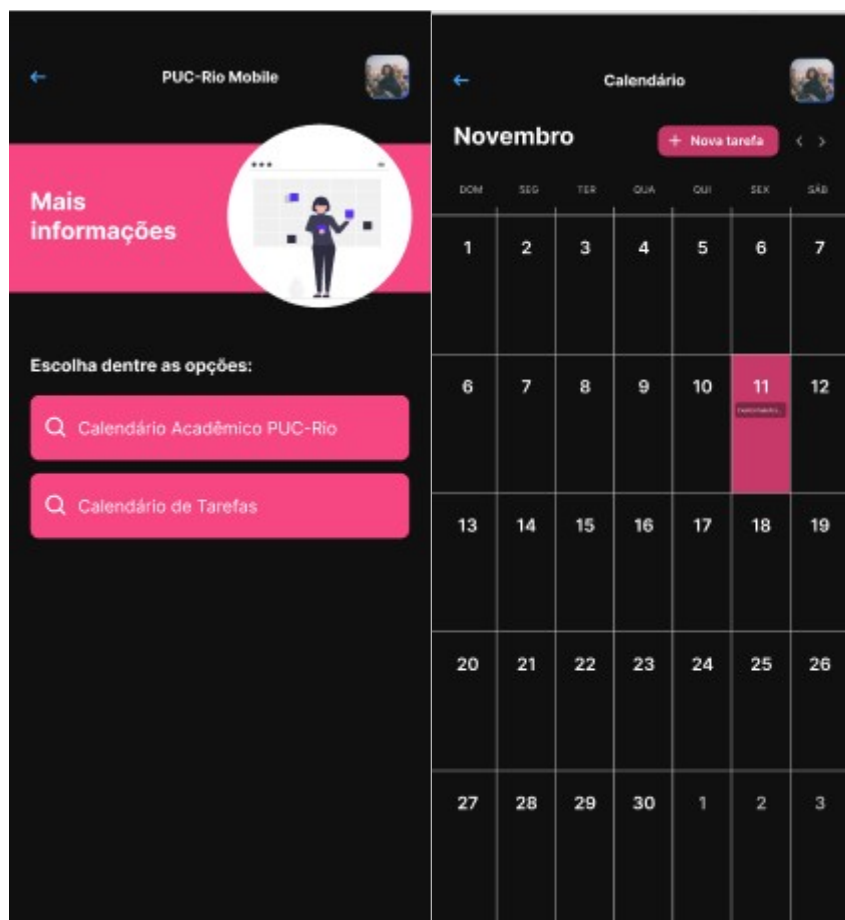 PUC-Rio Mobile
Mais
informações
Escolha dentre as opções:
Calendário Acadêmico PUC-Rio
Calendário de Tarefas
Calendário
Novembro
+ Nova tarefa
< >
DOM SEG TER QUA QUI SEX SÁB
1 2 3 4 5 6 7
6 7 8 9 10 11 12
13 14 15 16 17 18 19
20 21 22 23 24 25 26
27 28 29 30 1 2 3